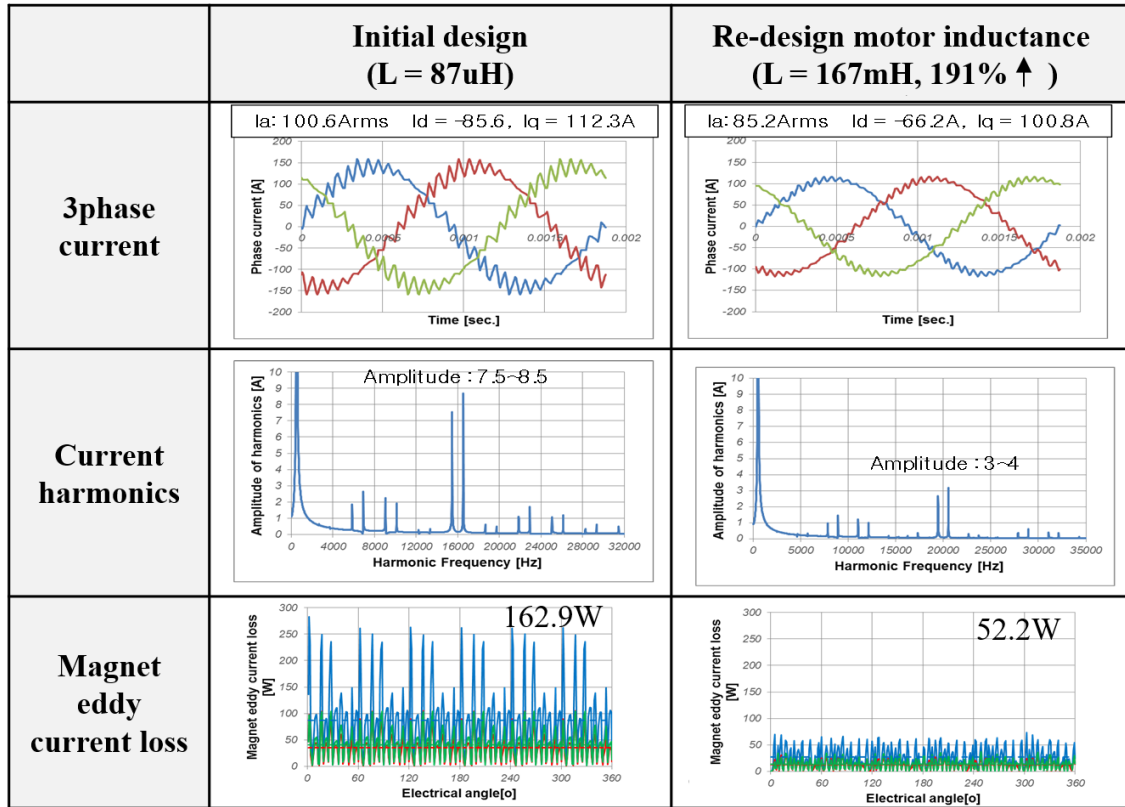 Initial design
(L = 87uH)
Re-design motor inductance
(L = 167mH, 191% ↑ )
3phase
current
Ia: 100.6Arms Id = -85.6, Iq = 112.3A
200
150
100
50
0
-50
-100
-150
-200
0
0.0005
0.001
0.0015
0.002
Phase current [A]
Time [sec.]
Ia: 85.2Arms Id = -66.2A, Iq = 100.8A
200
150
100
50
0
-50
-100
-150
-200
0
0.0005
0.001
0.0015
0.002
Phase current [A]
Time [sec.]
Current
harmonics
Amplitude : 7.5~8.5
10
9
8
7
6
5
4
3
2
1
0
Amplitude of harmonics [A]
0 4000 8000 12000 16000 20000 24000 28000 32000
Harmonic Frequency [Hz]
Amplitude : 3~4
10
9
8
7
6
5
4
3
2
1
0
Amplitude of harmonics [A]
0 5000 10000 15000 20000 25000 30000 35000
Harmonic Frequency [Hz]
Magnet
eddy
current loss
162.9W
300
250
200
150
100
50
0
Magnet eddy current loss
[W]
0 60 120 180 240 300 360
Electrical angle[o]
52.2W
300
250
200
150
100
50
0
Magnet eddy current loss
[W]
0 60 120 180 240 300 360
Electrical angle[o]